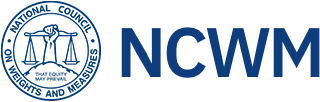 NATIONAL COUNCIL
ON WEIGHTS AND MEASURES
THAT EQUITY
MAY PREVAIL
NCWM